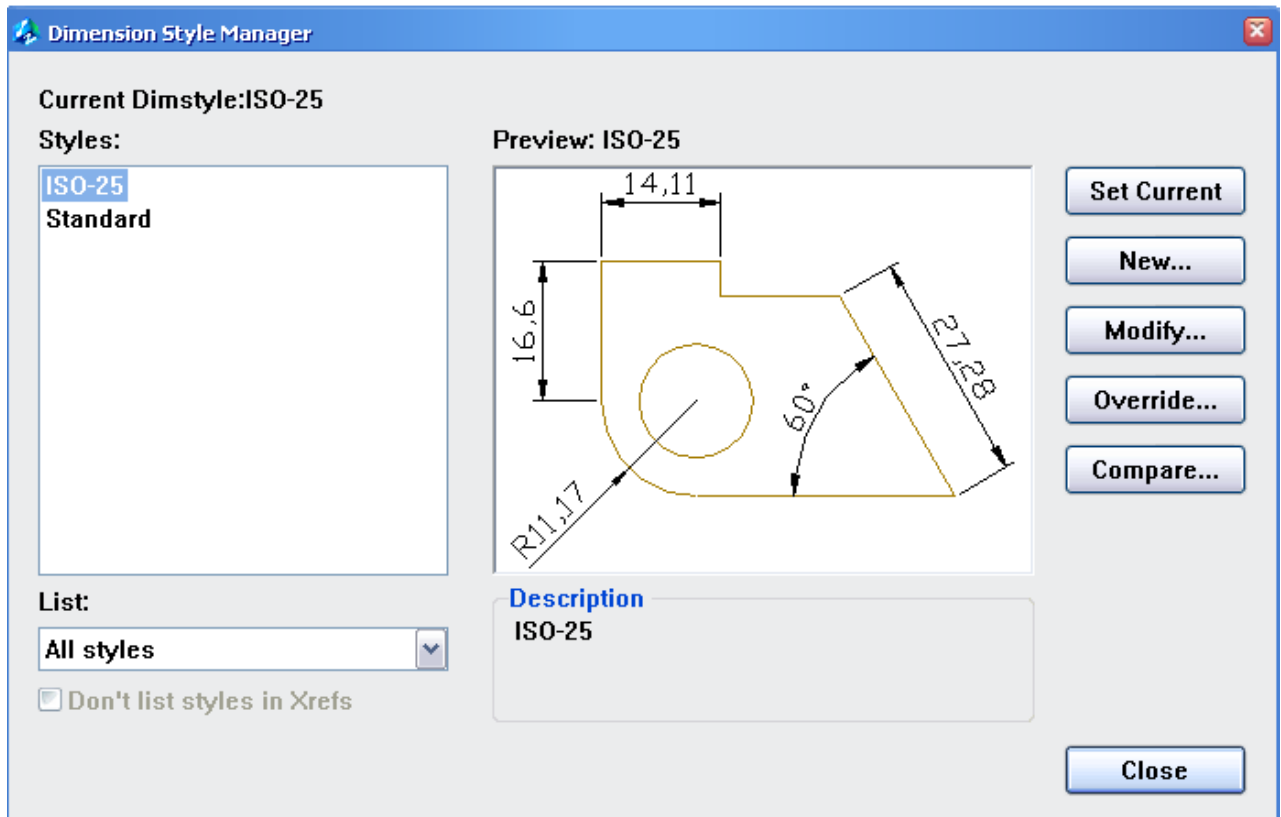 Dimension Style Manager
Current Dimstyle:ISO-25
Styles:
Preview: ISO-25
ISO-25
Standard
14,11
16,6
27,28
60°
R11,17
Set Current
New...
Modify...
Override...
Compare...
List:
All styles
Don't list styles in Xrefs
Description
ISO-25
Close